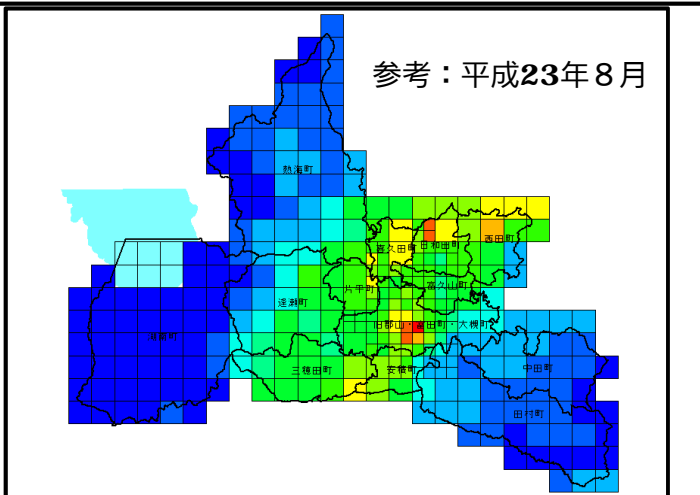 参考：平成23年８月
熱海町
西田町
喜久田町
日和田町
富久山町
片平町
逢瀬町
旧郡山・富田町・大槻町
三穂田町
安積町
中田町
田村町